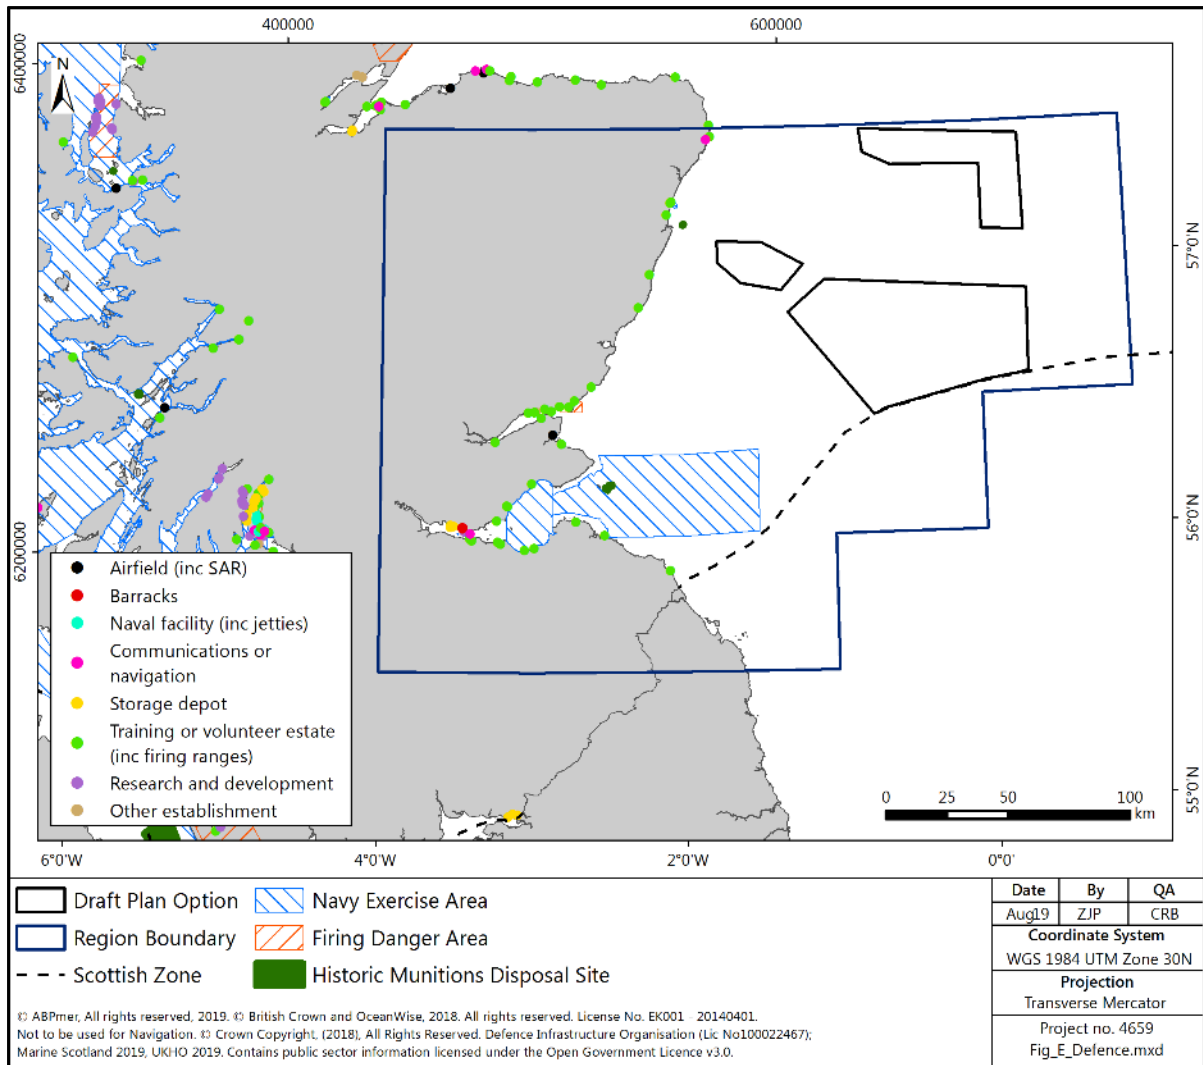 400000
600000
6400000
N
57°0'N
56°0'N
6200000
Airfield (inc SAR)
Barracks
Naval facility (inc jetties)
Communications or
navigation
Storage depot
Training or volunteer estate
(inc firing ranges)
Research and development
Other establishment
55°0'N
0 25 50 100
km
6°0'W 4°0'W 2°0'W 0°0'
Draft Plan Option
Navy Exercise Area
Region Boundary
Firing Danger Area
Scottish Zone
Historic Munitions Disposal Site
Date By QA
Aug19 ZJP CRB
Coordinate System
WGS 1984 UTM Zone 30N
Projection
Transverse Mercator
Project no. 4659
Fig_E_Defence.mxd
© ABPmer, All rights reserved, 2019. © British Crown and OceanWise, 2018. All rights reserved. License No. EK001 - 20140401.
Not to be used for Navigation. © Crown Copyright, (2018), All Rights Reserved. Defence Infrastructure Organisation (Lic No100022467);
Marine Scotland 2019, UKHO 2019. Contains public sector information licensed under the Open Government Licence v3.0.